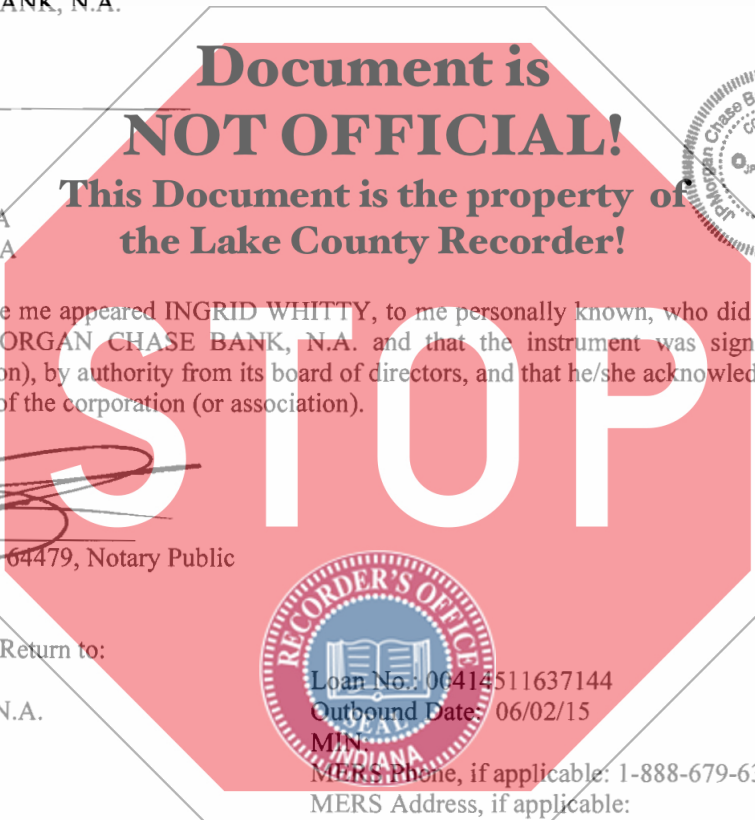 BANK, N.A.
Document is
NOT OFFICIAL!
This Document is the property of
the Lake County Recorder!
JPMorgan Chase
A
A
me appeared INGRID WHITTY, to me personally known, who did
ORGAN CHASE BANK, N.A. and that the instrument was sign
on), by authority from its board of directors, and that he/she acknowled
of the corporation (or association).
STOP
64479, Notary Public
RECORDER'S OFFICE
SEAL
INDIANA
Return to:
Loan No.: 00414511637144
N.A.
Outbound Date: 06/02/15
MIN:
MERS Phone, if applicable: 1-888-679-63
MERS Address, if applicable: